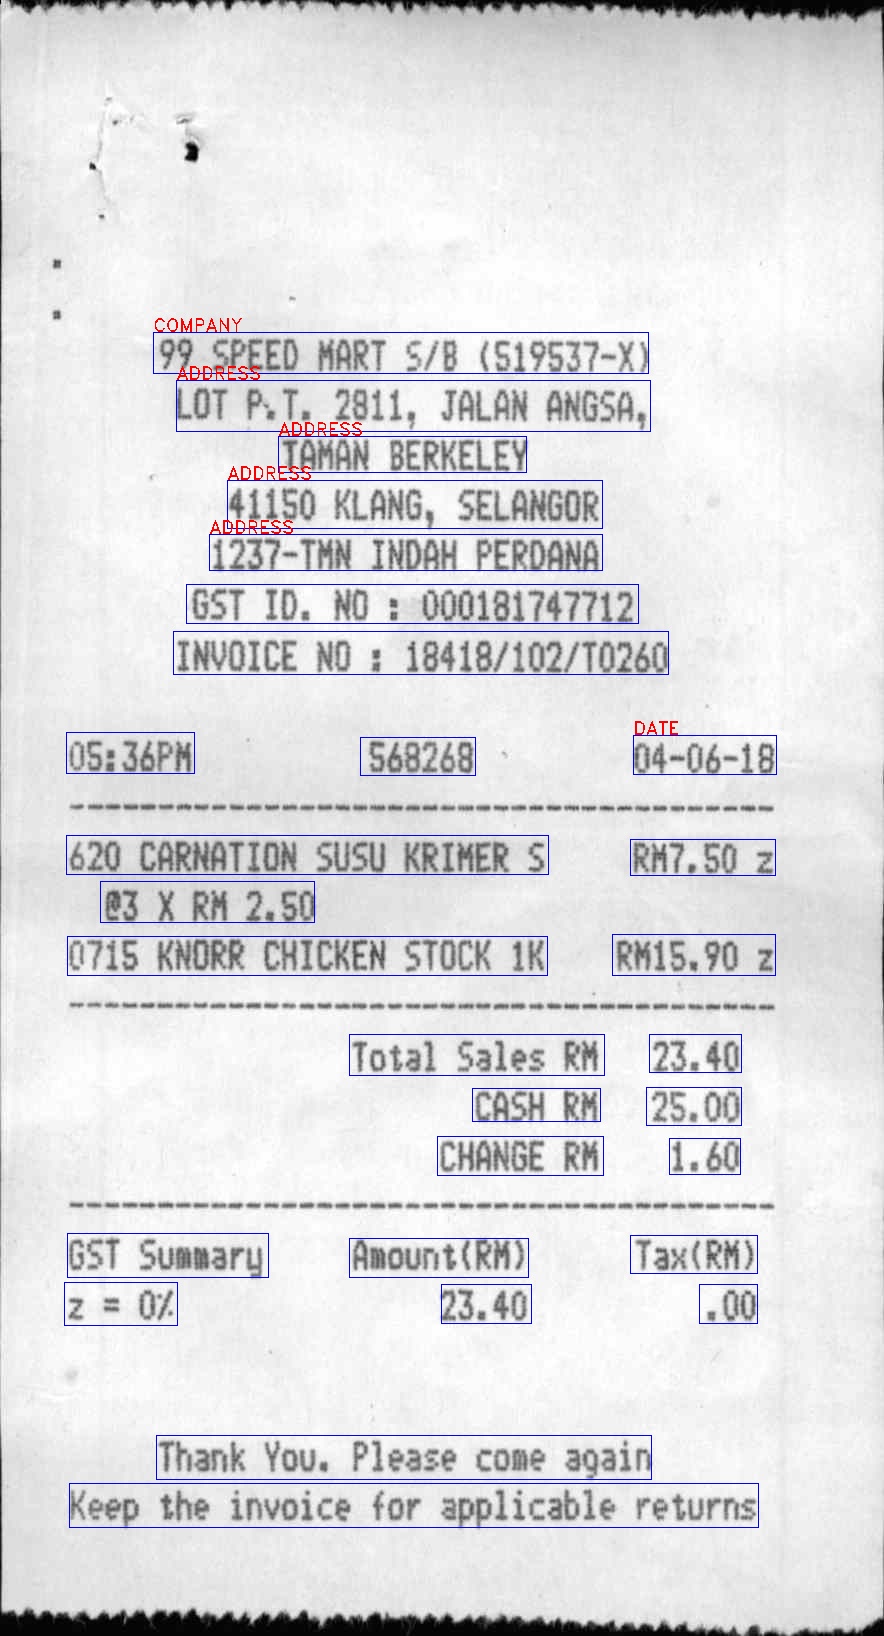 COMPANY
99 SPEED MART S/B (519537-X)
ADDRESS
LOT P.T. 2811, JALAN ANGSA,
ADDRESS
TAMAN BERKELEY
ADDRESS
41150 KLANG, SELANGOR
ADDRESS
1237-TMN INDAH PERDANA
GST ID. NO : 000181747712
INVOICE NO : 18418/102/T0260
DATE
05:36PM 568268 04-06-18
620 CARNATION SUSU KRIMER S RM7.50 z
@3 X RM 2.50
0715 KNORR CHICKEN STOCK 1K RM15.90 z
Total Sales RM 23.40
CASH RM 25.00
CHANGE RM 1.60
GST Summary Amount(RM) Tax(RM)
z = 0% 23.40 .00
Thank You. Please come again
Keep the invoice for applicable returns